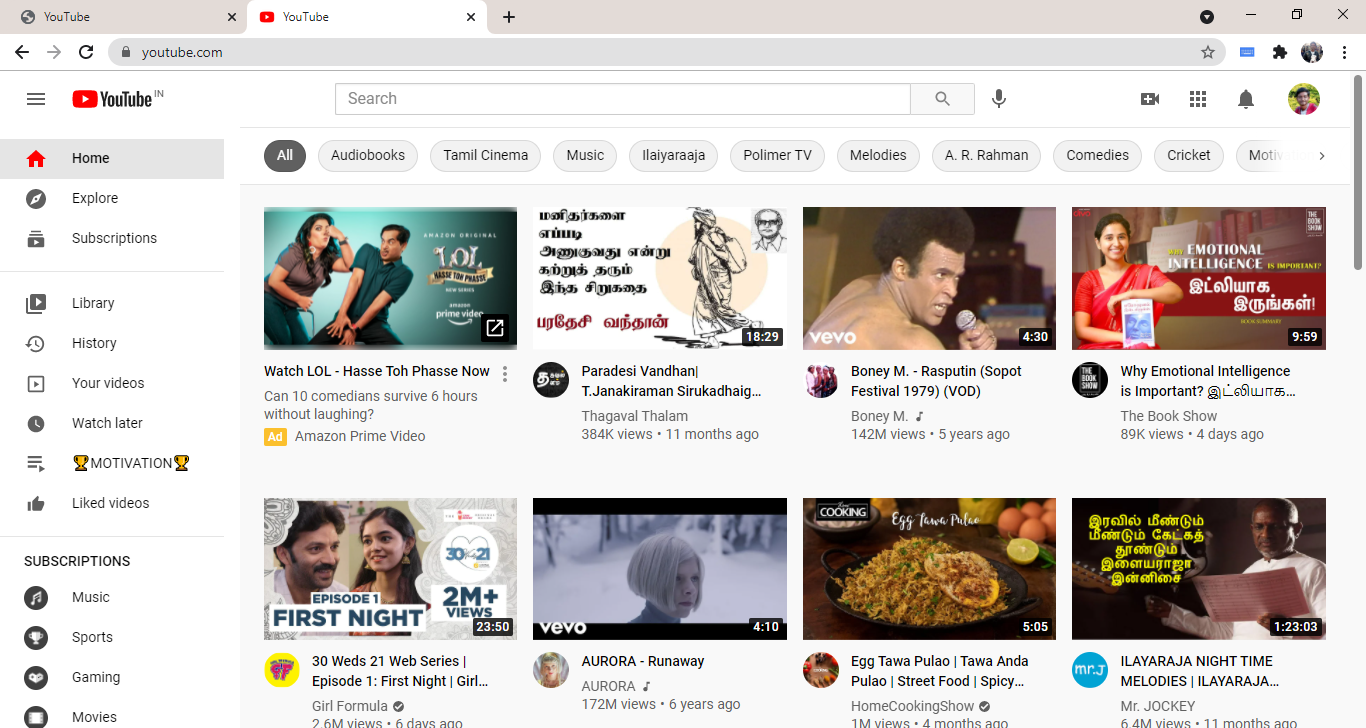 YouTube
YouTube
youtube.com
YouTube IN
Search
Home
Explore
Subscriptions
Library
History
Your videos
Watch later
🏆MOTIVATION🏆
Liked videos
SUBSCRIPTIONS
Music
Sports
Gaming
Movies
All
Audiobooks
Tamil Cinema
Music
Ilaiyaraaja
Polimer TV
Melodies
A. R. Rahman
Comedies
Cricket
AMAZON ORIGINAL
LOL
HASSE TOH PHASSE
NEW SERIES
amazon
prime video
Watch LOL - Hasse Toh Phasse Now
Can 10 comedians survive 6 hours
without laughing?
Ad Amazon Prime Video
மனிதர்களை
எப்படி
அணுகுவது என்று
கற்றுத் தரும்
இந்த சிறுகதை
பரதேசி வந்தான்
18:29
Paradesi Vandhan|
T.Janakiraman Sirukadhaig…
Thagaval Thalam
384K views • 11 months ago
vevo
4:30
Boney M. - Rasputin (Sopot
Festival 1979) (VOD)
Boney M.
142M views • 5 years ago
THE
BOOK
SHOW
WHY EMOTIONAL
INTELLIGENCE IS IMPORTANT?
இட்லியாக
இருங்கள்!
BOOK SUMMARY
9:59
THE
BOOK
SHOW
Why Emotional Intelligence
is Important? இட்லியாக…
The Book Show
89K views • 4 days ago
30 Weds 21
EPISODE 1
FIRST NIGHT
2M+
VIEWS
23:50
30 Weds 21 Web Series |
Episode 1: First Night | Girl…
Girl Formula
2.6M views • 6 days ago
vevo
4:10
AURORA - Runaway
AURORA
172M views • 6 years ago
COOKING
Egg Tawa Pulao
5:05
Egg Tawa Pulao | Tawa Anda
Pulao | Street Food | Spicy…
HomeCookingShow
1M views • 4 months ago
இரவில் மீண்டும்
மீண்டும் கேட்கத்
தூண்டும்
இளையராஜா
இன்னிசை
1:23:03
mr.J
ILAYARAJA NIGHT TIME
MELODIES | ILAYARAJA…
Mr. JOCKEY
6.4M views • 11 months ago